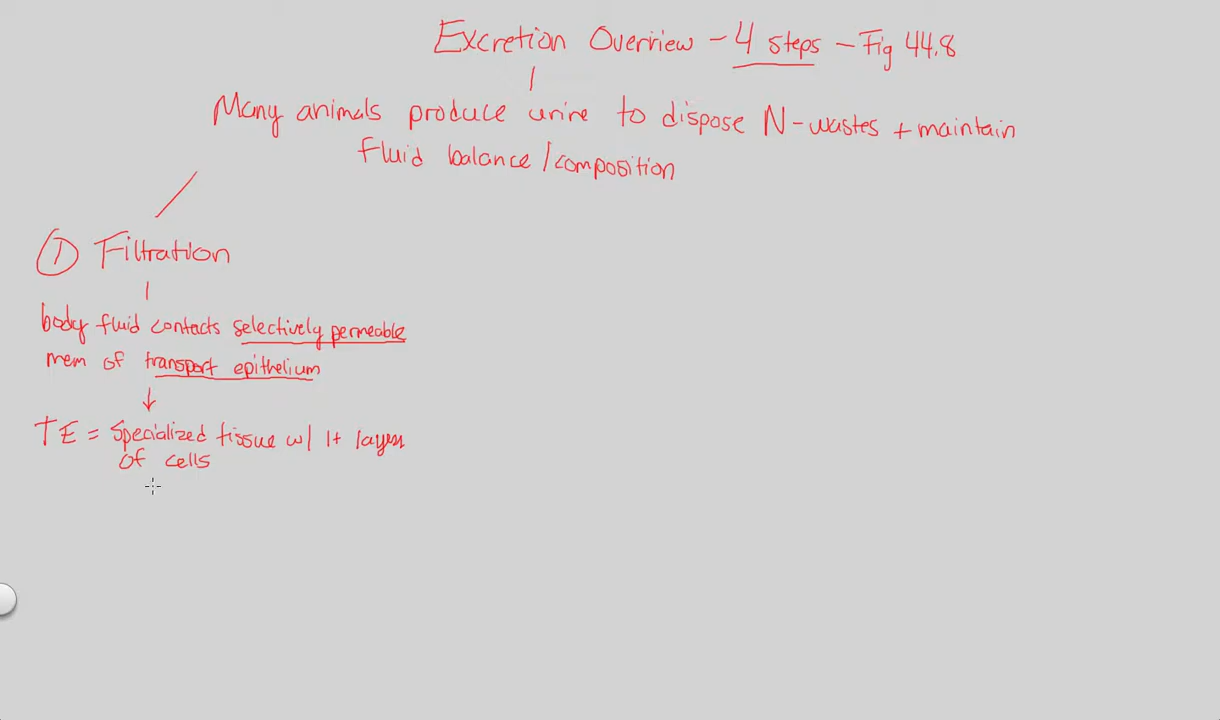 Excretion Overview - 4 steps - Fig 44.8
Many animals produce urine to dispose N-wastes + maintain
fluid balance/composition
① Filtration
body fluid contacts selectively permeable
mem of transport epithelium
TE = Specialized tissue w/ 1+ layers
of cells